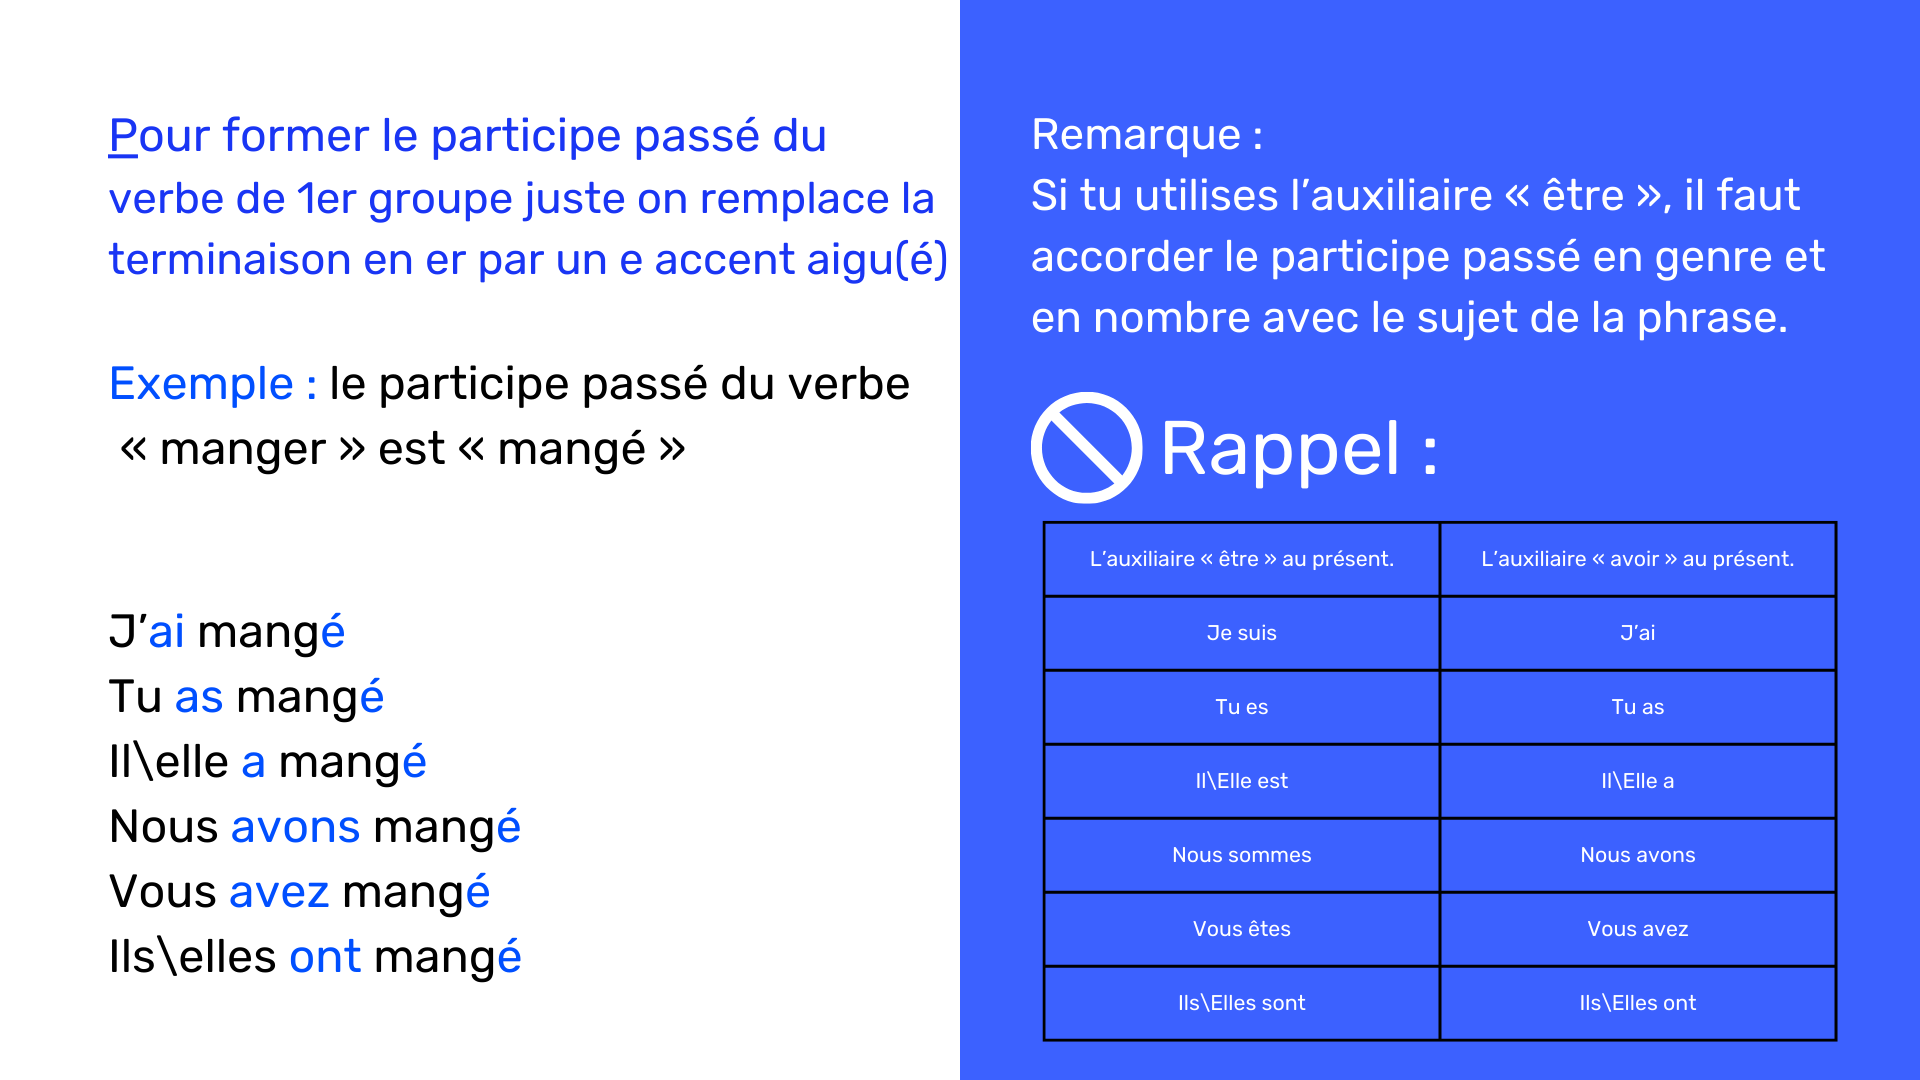 Pour former le participe passé du
verbe de 1er groupe juste on remplace la
terminaison en er par un e accent aigu(é)
Exemple : le participe passé du verbe
« manger » est « mangé »
J’ai mangé
Tu as mangé
Il\elle a mangé
Nous avons mangé
Vous avez mangé
Ils\elles ont mangé
Remarque :
Si tu utilises l’auxiliaire « être », il faut
accorder le participe passé en genre et
en nombre avec le sujet de la phrase.
Rappel :
L’auxiliaire « être » au présent. L’auxiliaire « avoir » au présent.
Je suis J’ai
Tu es Tu as
Il\Elle est Il\Elle a
Nous sommes Nous avons
Vous êtes Vous avez
Ils\Elles sont Ils\Elles ont